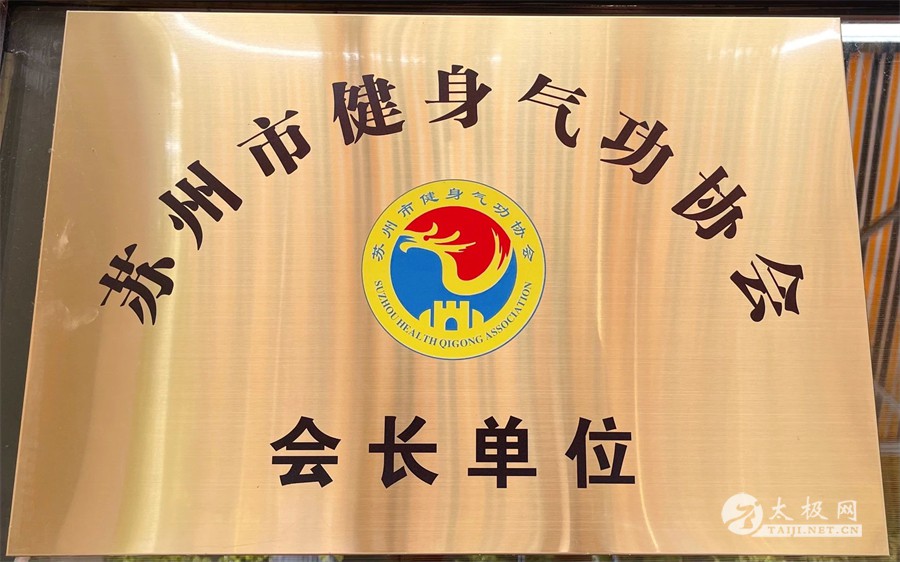 苏州市健身气功协会
苏州市健身气功协会
SUZHOU HEALTH QIGONG ASSOCIATION
会长单位
太极网
TAIJI.NET.CN